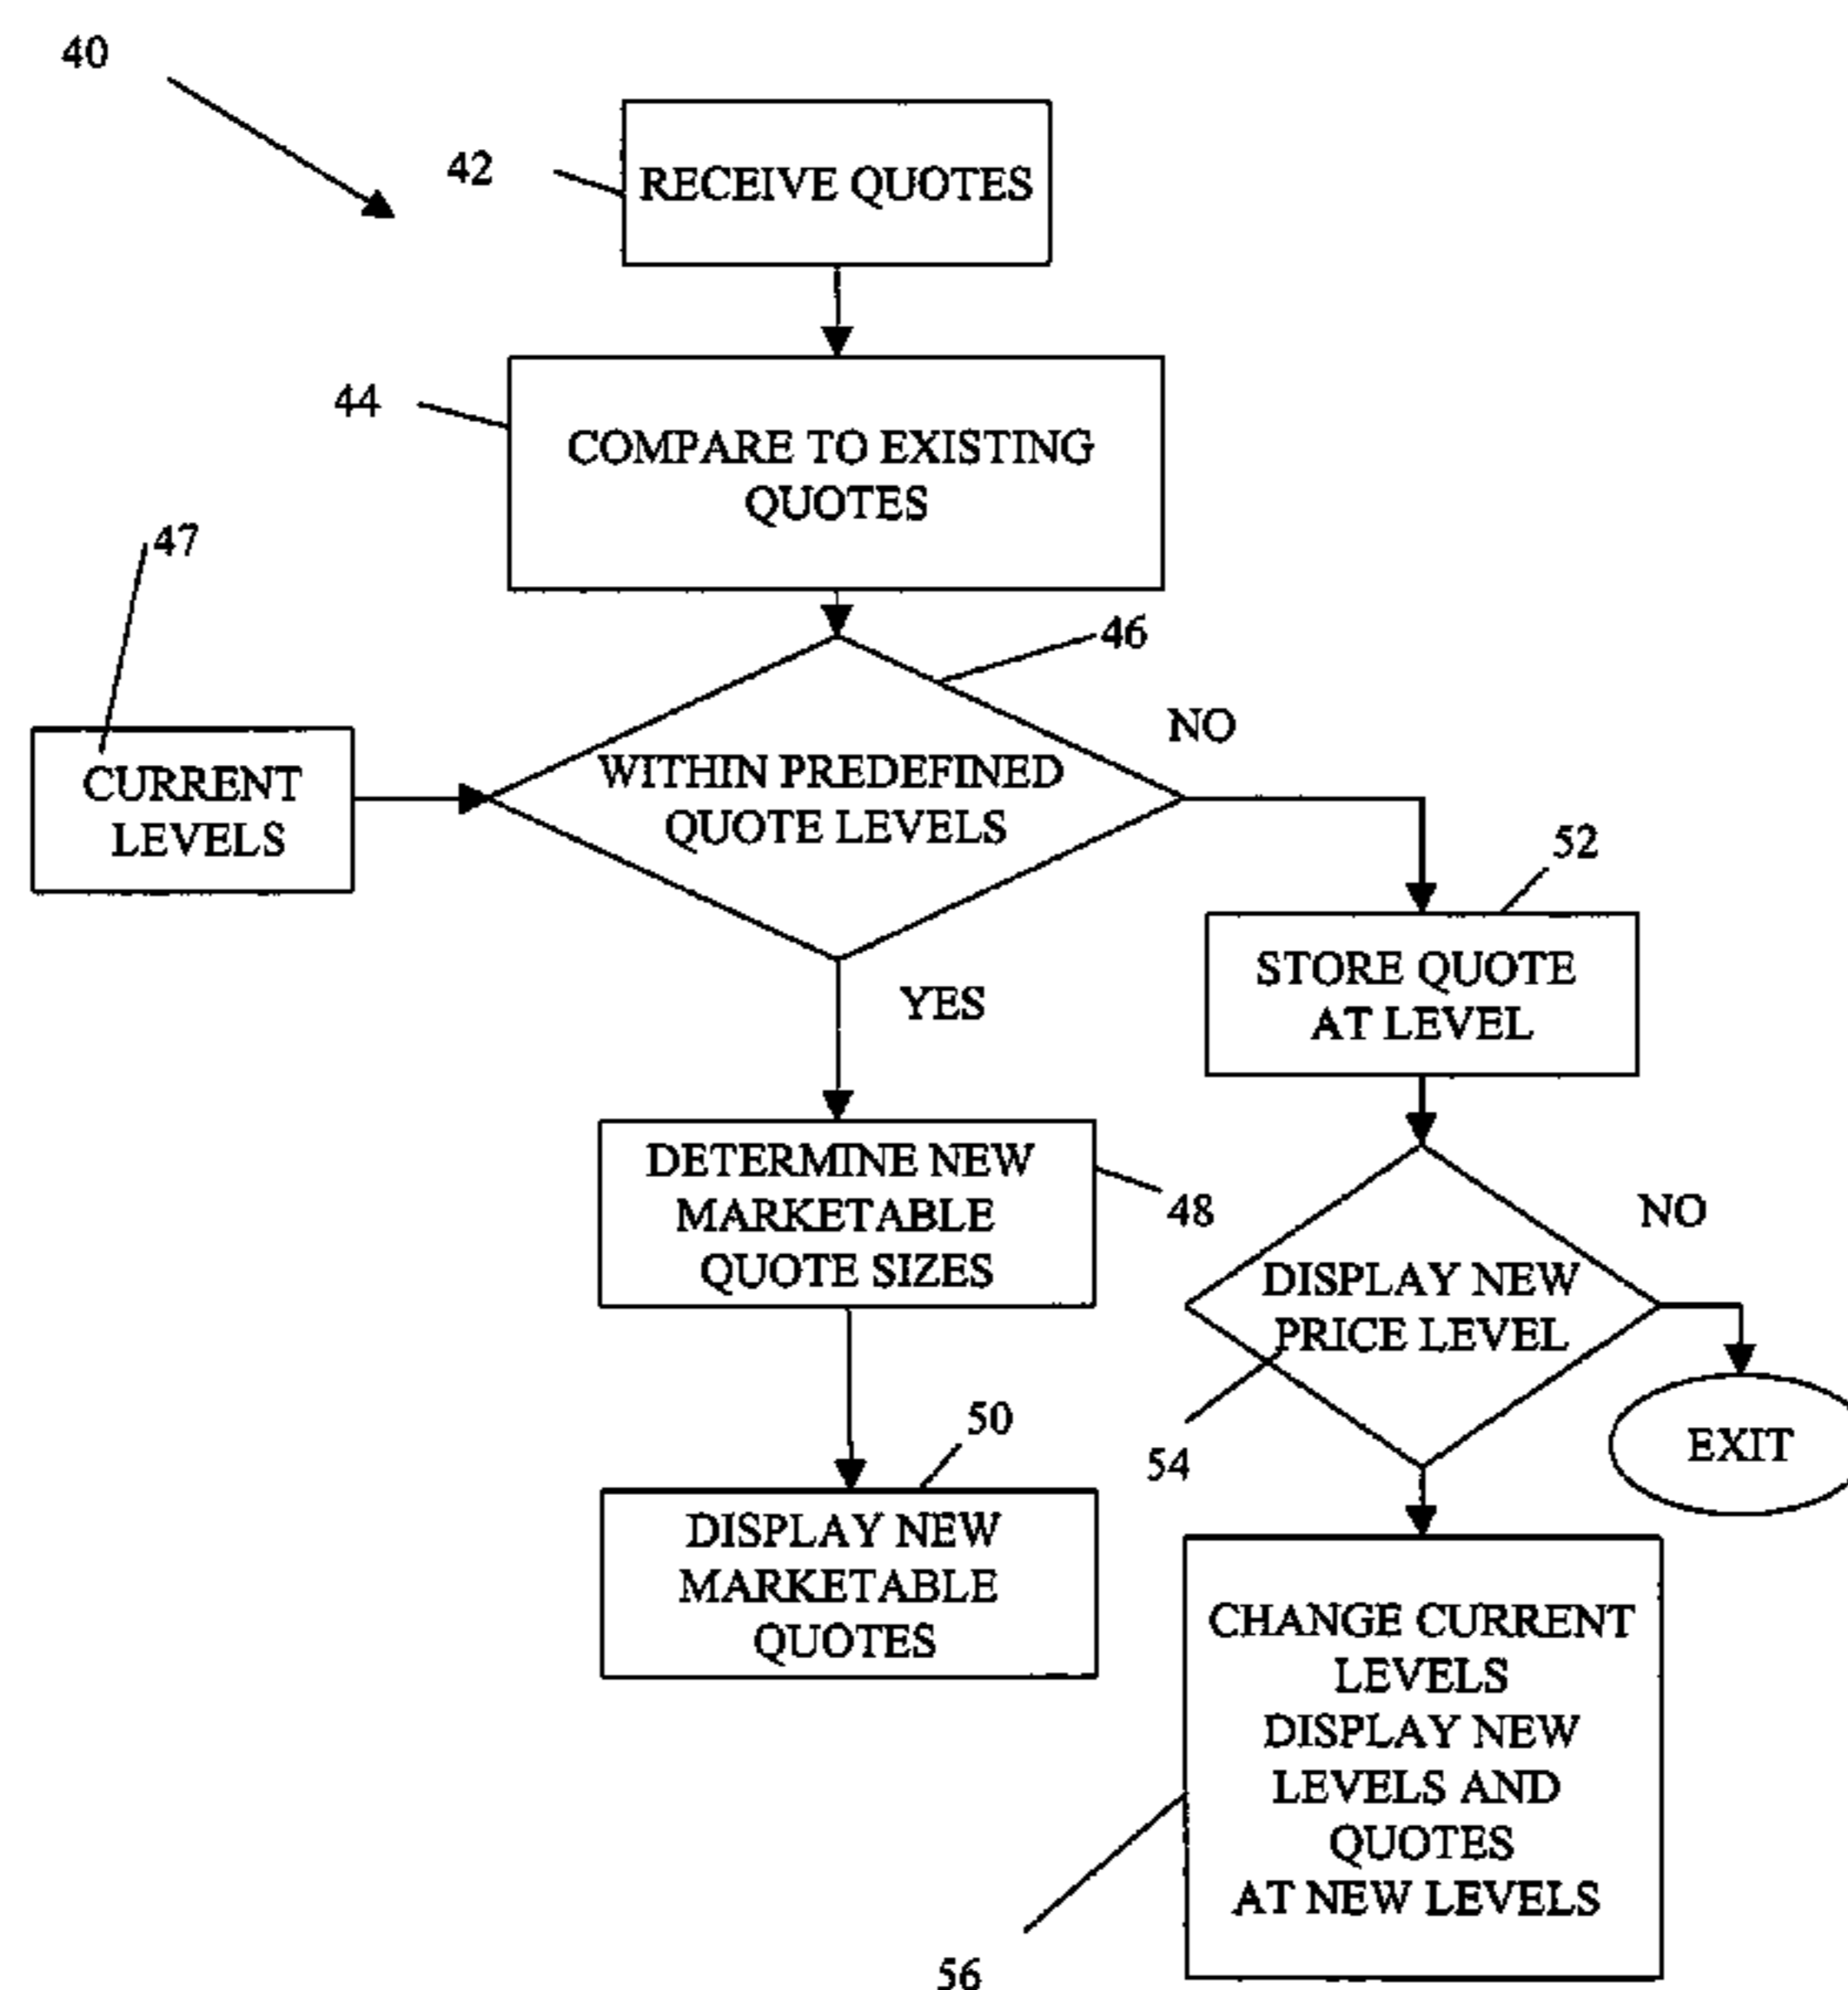 40
42
RECEIVE QUOTES
44
COMPARE TO EXISTING
QUOTES
47
46
CURRENT
LEVELS
WITHIN PREDEFINED
QUOTE LEVELS
NO
52
STORE QUOTE
AT LEVEL
YES
DETERMINE NEW
MARKETABLE
QUOTE SIZES
48
DISPLAY NEW
PRICE LEVEL
NO
54
EXIT
50
DISPLAY NEW
MARKETABLE
QUOTES
CHANGE CURRENT
LEVELS
DISPLAY NEW
LEVELS AND
QUOTES
AT NEW LEVELS
56